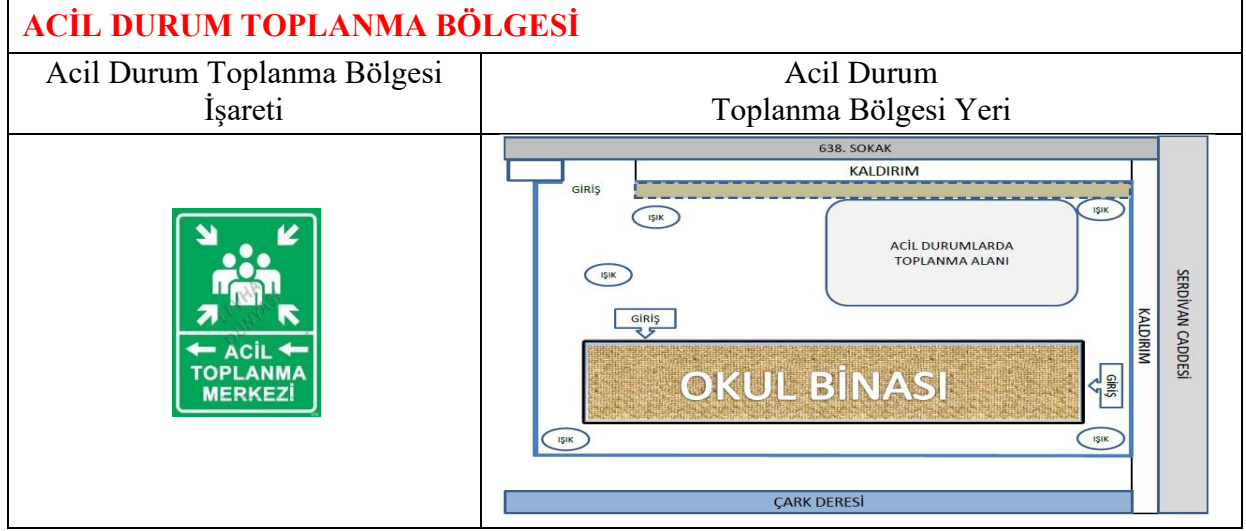 ACİL DURUM TOPLANMA BÖLGESİ
Acil Durum Toplanma Bölgesi
İşareti
Acil Durum
Toplanma Bölgesi Yeri
ACİL
TOPLANMA
MERKEZİ
638. SOKAK
KALDIRIM
GİRİŞ
IŞIK
IŞIK
ACİL DURUMLARDA
TOPLANMA ALANI
IŞIK
GİRİŞ
OKUL BİNASI
GİRİŞ
KALDIRIM
SERDİVAN CADDESİ
IŞIK
IŞIK
ÇARK DERESİ